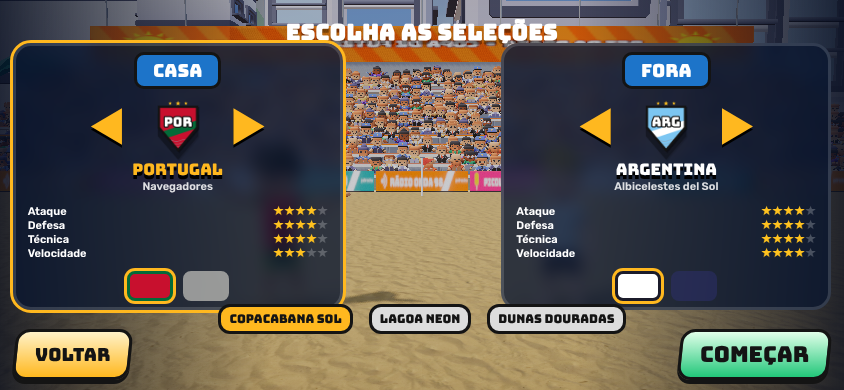 ESCOLHA AS SELEÇÕES
CASA
POR
PORTUGAL
Navegadores
Ataque
Defesa
Técnica
Velocidade
FORA
ARG
ARGENTINA
Albicelestes del Sol
Ataque
Defesa
Técnica
Velocidade
COPACABANA SOL
LAGOA NEON
DUNAS DOURADAS
VOLTAR
COMEÇAR